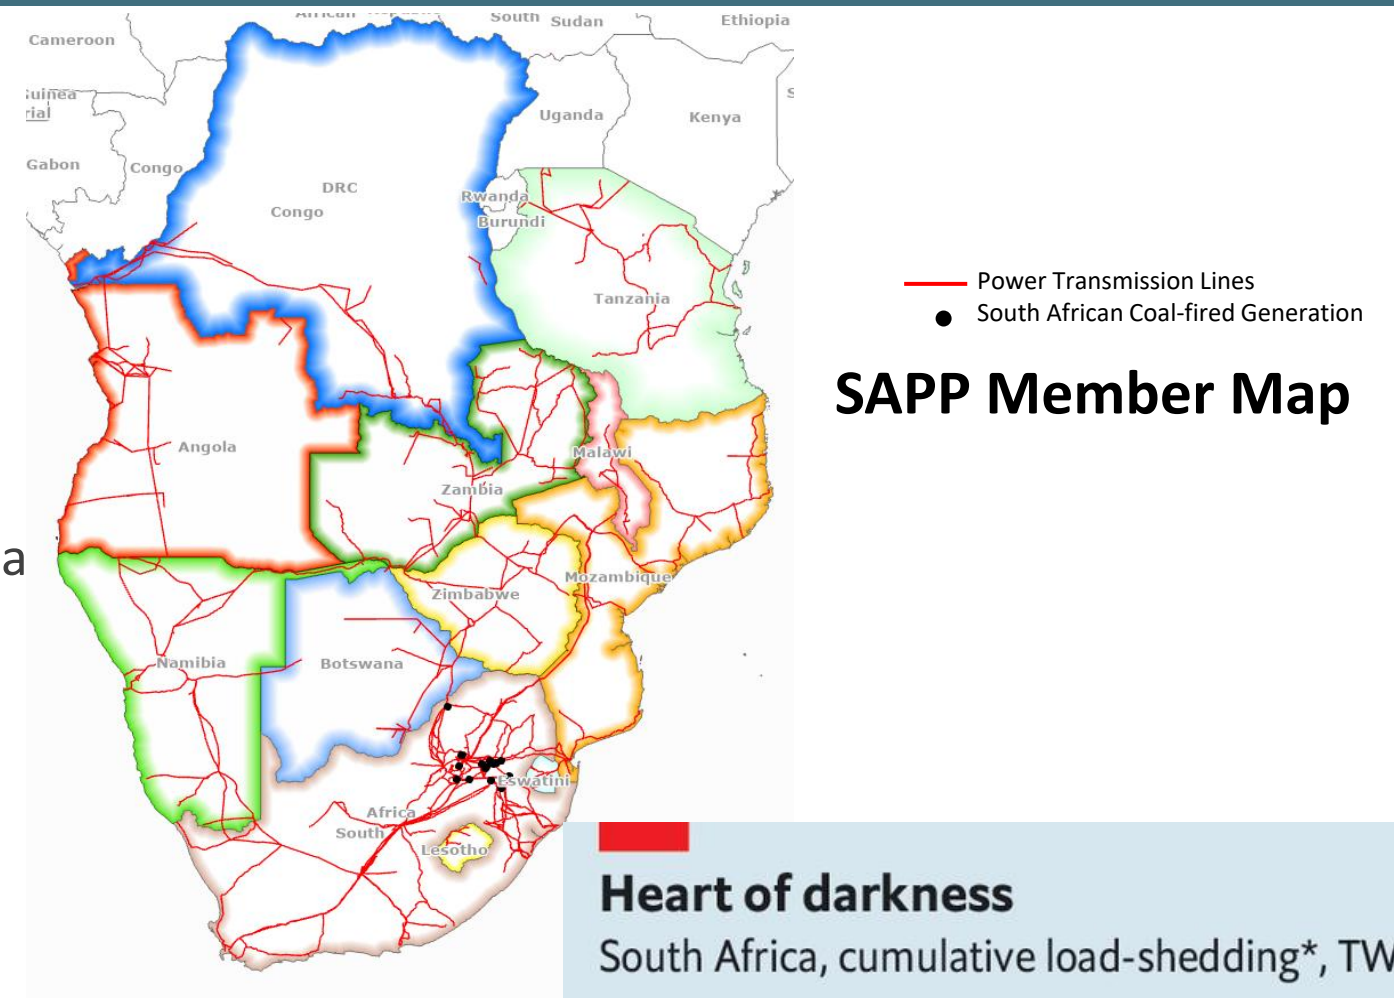 African Republic
South Sudan
Ethiopia
Cameroon
Uganda
Kenya
Gabon
Congo
DRC
Congo
Rwanda
Burundi
Tanzania
Power Transmission Lines
South African Coal-fired Generation
SAPP Member Map
Angola
Malawi
Zambia
a
Mozambique
Zimbabwe
Namibia
Botswana
Eswatini
Africa
South
Lesotho
Heart of darkness
South Africa, cumulative load-shedding*, TW